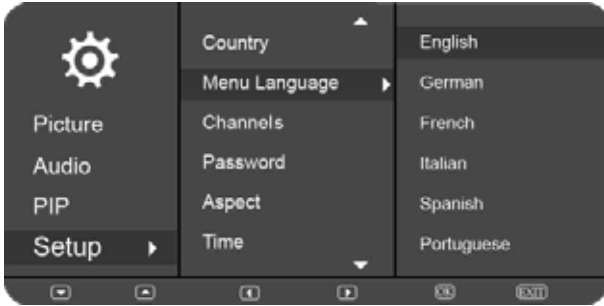 Picture
Audio
PIP
Setup
Country
Menu Language
Channels
Password
Aspect
Time
English
German
French
Italian
Spanish
Portuguese
OK
EXIT